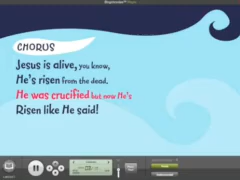 CHORUS
Jesus is alive, you know,
He's risen from the dead.
He was crucified but now He's
Risen like He said!